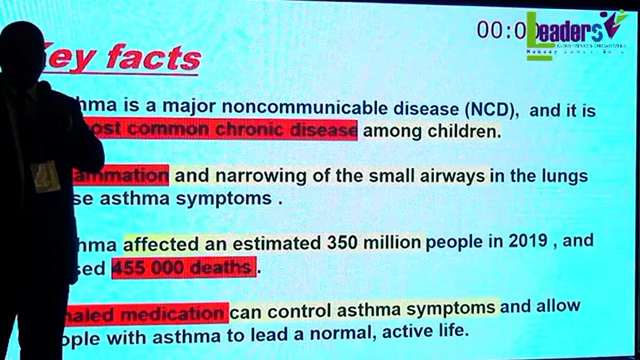 00:0
Leaders
ey facts
hma is a major noncommunicable disease (NCD), and it is
ost common chronic disease among children.
ammation and narrowing of the small airways in the lungs
se asthma symptoms .
hma affected an estimated 350 million people in 2019 , and
sed 455 000 deaths .
haled medication can control asthma symptoms and allow
ople with asthma to lead a normal, active life.